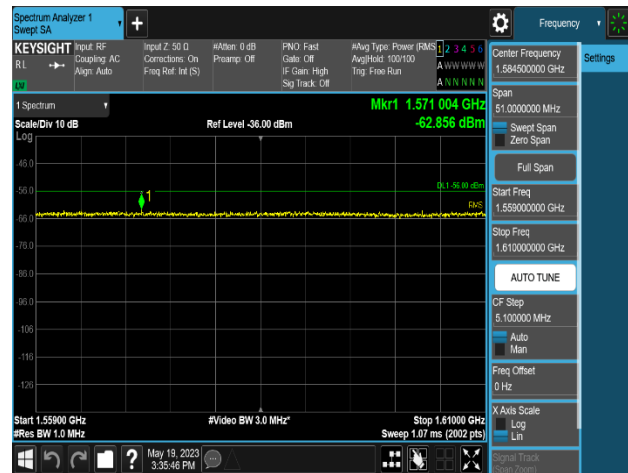 Spectrum Analyzer 1
Swept SA
Frequency
KEYSIGHT
RL
Input: RF
Coupling: AC
Align: Auto
Input Z: 50 Ω
Corrections: On
Freq Ref: Int (S)
#Atten: 0 dB
Preamp: Off
PNO: Fast
Gate: Off
IF Gain: High
Sig Track: Off
#Avg Type: Power (RMS
Avg|Hold: 100/100
Trig: Free Run
1 2 3 4 5 6
A W W W W W
A N N N N N
1 Spectrum
Scale/Div 10 dB
Ref Level -36.00 dBm
Mkr1 1.571 004 GHz
-62.856 dBm
Log
-46.0
-56.0
-66.0
-76.0
-86.0
-96.0
-106
-116
-126
1
DL1 -56.00 dBm
RMS
Start 1.55900 GHz
#Res BW 1.0 MHz
#Video BW 3.0 MHz*
Stop 1.61000 GHz
Sweep 1.07 ms (2002 pts)
May 19, 2023
3:35:46 PM
Center Frequency
1.584500000 GHz
Settings
Span
51.0000000 MHz
Swept Span
Zero Span
Full Span
Start Freq
1.559000000 GHz
Stop Freq
1.610000000 GHz
AUTO TUNE
CF Step
5.100000 MHz
Auto
Man
Freq Offset
0 Hz
X Axis Scale
Log
Lin
Signal Track
(Span Zoom)